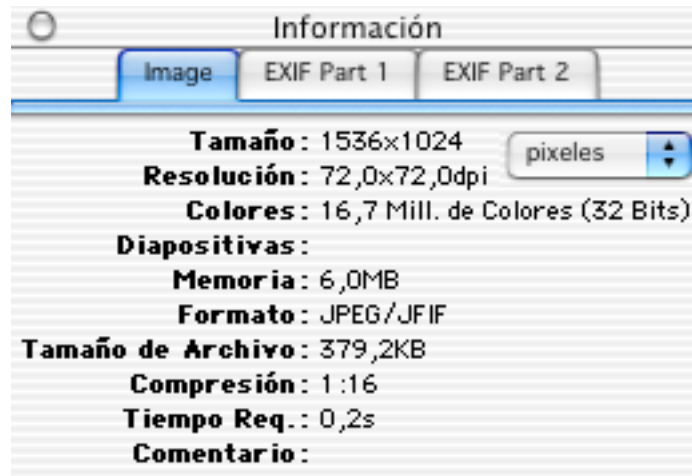 Información
Image EXIF Part 1 EXIF Part 2
Tamaño: 1536x1024 pixeles
Resolución: 72,0x72,0dpi
Colores: 16,7 Mill. de Colores (32 Bits)
Diapositivas:
Memoria: 6,0MB
Formato: JPEG/JFIF
Tamaño de Archivo: 379,2KB
Compresión: 1:16
Tiempo Req.: 0,2s
Comentario: